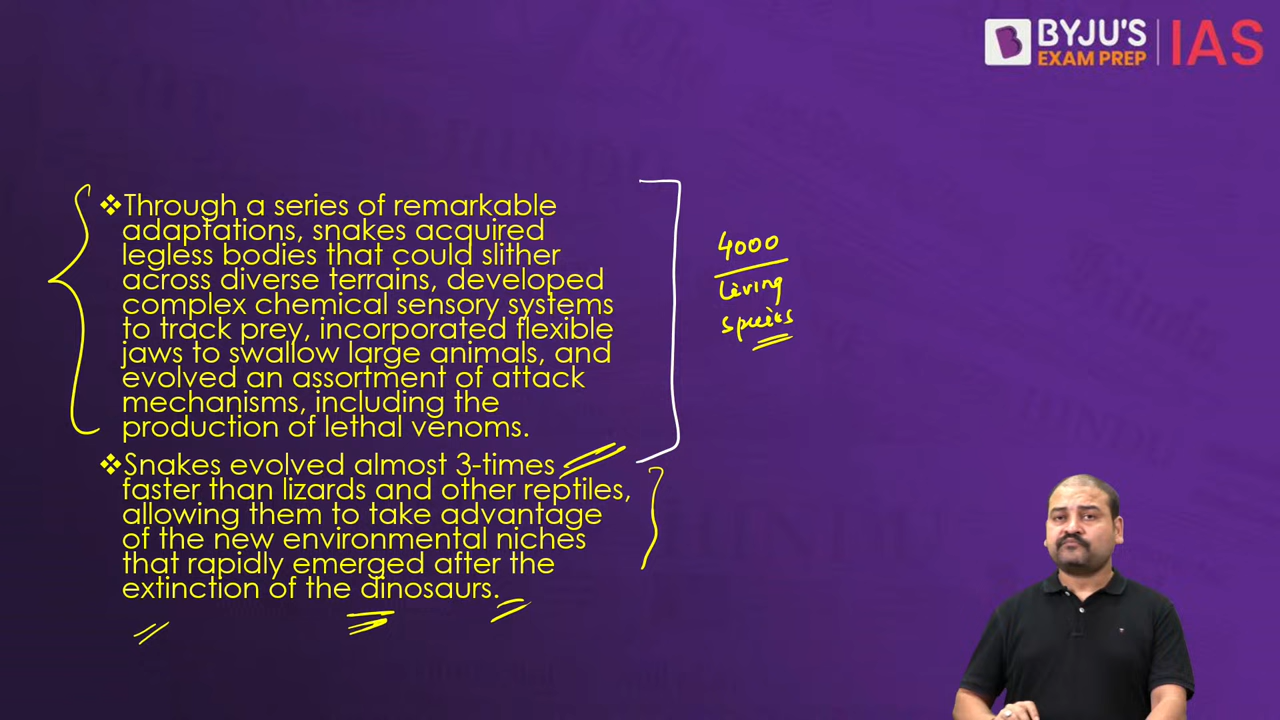 BYJU'S
EXAM PREP
IAS
❖Through a series of remarkable
adaptations, snakes acquired
legless bodies that could slither
across diverse terrains, developed
complex chemical sensory systems
to track prey, incorporated flexible
jaws to swallow large animals, and
evolved an assortment of attack
mechanisms, including the
production of lethal venoms.
❖Snakes evolved almost 3-times
faster than lizards and other reptiles,
allowing them to take advantage
of the new environmental niches
that rapidly emerged after the
extinction of the dinosaurs.
4000
living
species